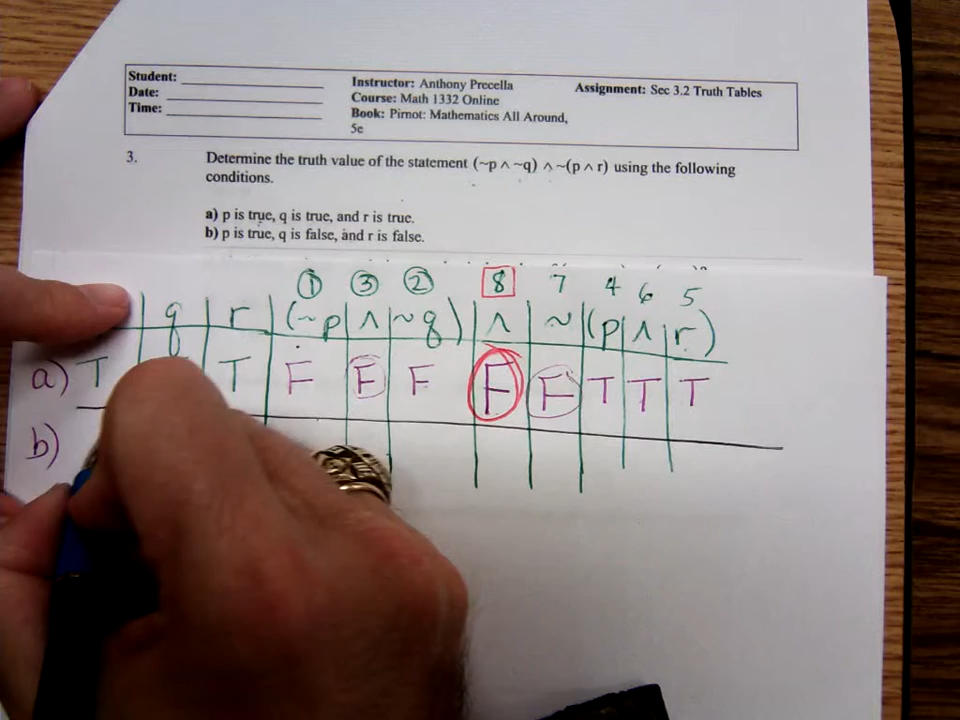 Student: Instructor: Anthony Precella Assignment: Sec 3.2 Truth Tables
Date: Course: Math 1332 Online
Time: Book: Pirnot: Mathematics All Around,
5e
3. Determine the truth value of the statement (~p ∧ ~q) ∧ ~(p ∧ r) using the following
conditions.
a) p is true, q is true, and r is true.
b) p is true, q is false, and r is false.
① ③ ② 8 7 4 6 5
q r (~p ∧ ~q) ∧ ~ (p ∧ r)
a) T T F F F F F T T T
b)